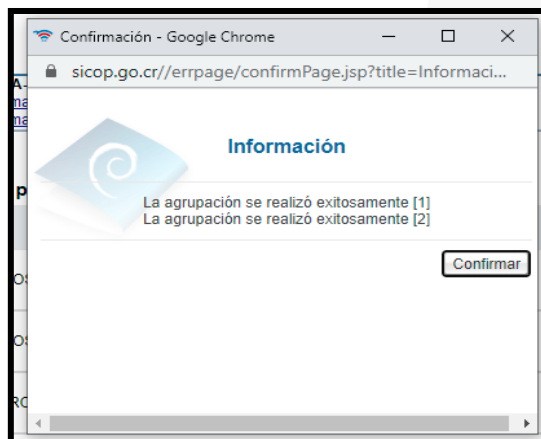 Confirmación - Google Chrome
sicop.go.cr//errpage/confirmPage.jsp?title=Informaci...
Información
La agrupación se realizó exitosamente [1]
La agrupación se realizó exitosamente [2]
Confirmar